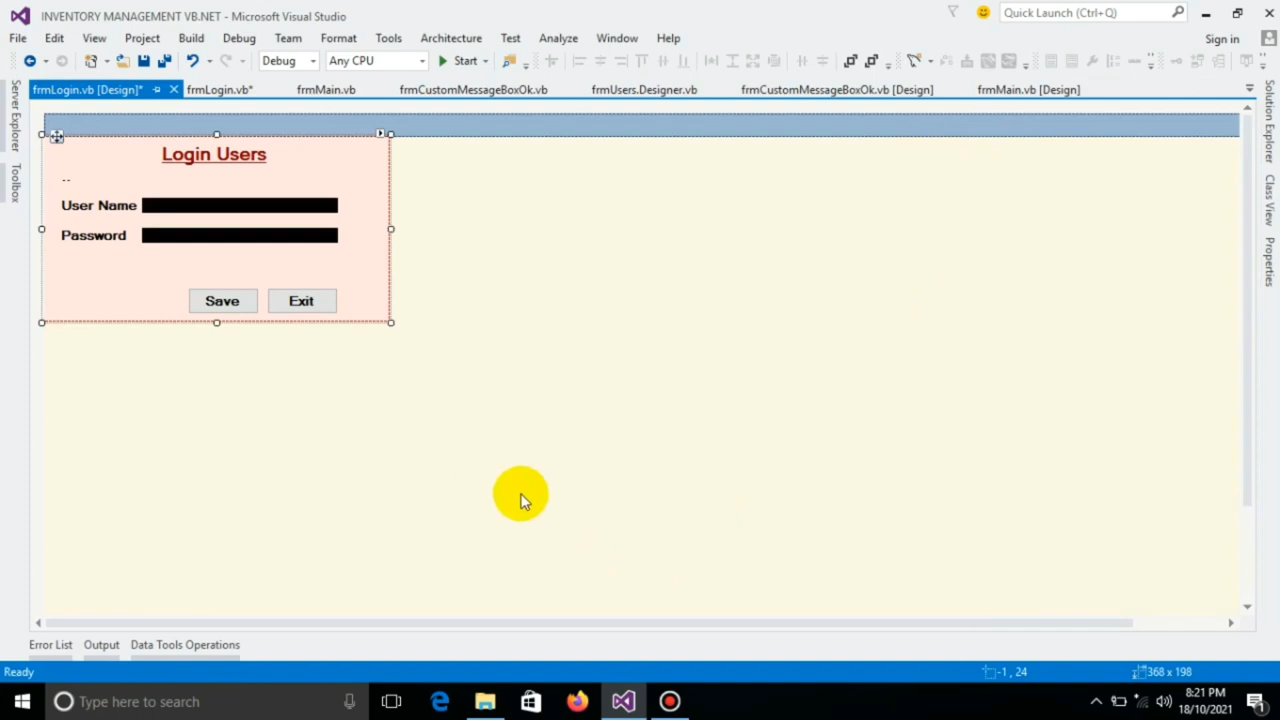 INVENTORY MANAGEMENT VB.NET - Microsoft Visual Studio
Quick Launch (Ctrl+Q)
File Edit View Project Build Debug Team Format Tools Architecture Test Analyze Window Help
Sign in
Debug Any CPU Start
frmLogin.vb [Design]* frmLogin.vb* frmMain.vb frmCustomMessageBoxOk.vb frmUsers.Designer.vb frmCustomMessageBoxOk.vb [Design] frmMain.vb [Design]
Server Explorer
Toolbox
Solution Explorer
Class View
Properties
Login Users
--
User Name
Password
Save Exit
Error List Output Data Tools Operations
Ready
-1 , 24
368 x 198
Type here to search
8:21 PM
18/10/2021
1